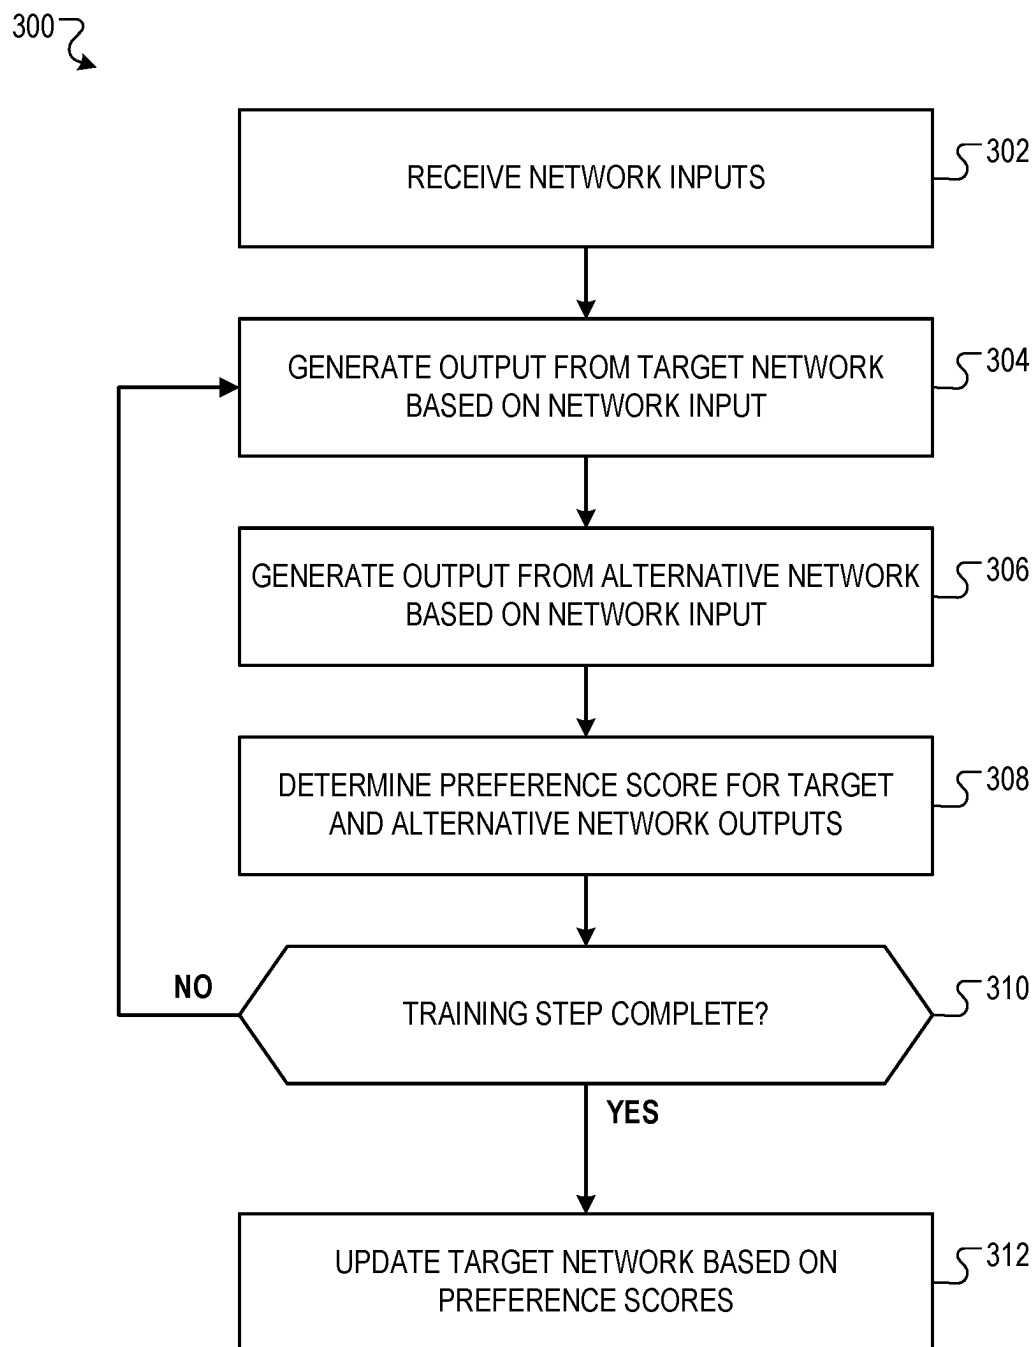 300
RECEIVE NETWORK INPUTS
302
GENERATE OUTPUT FROM TARGET NETWORK
BASED ON NETWORK INPUT
304
GENERATE OUTPUT FROM ALTERNATIVE NETWORK
BASED ON NETWORK INPUT
306
DETERMINE PREFERENCE SCORE FOR TARGET
AND ALTERNATIVE NETWORK OUTPUTS
308
NO
TRAINING STEP COMPLETE?
310
YES
UPDATE TARGET NETWORK BASED ON
PREFERENCE SCORES
312